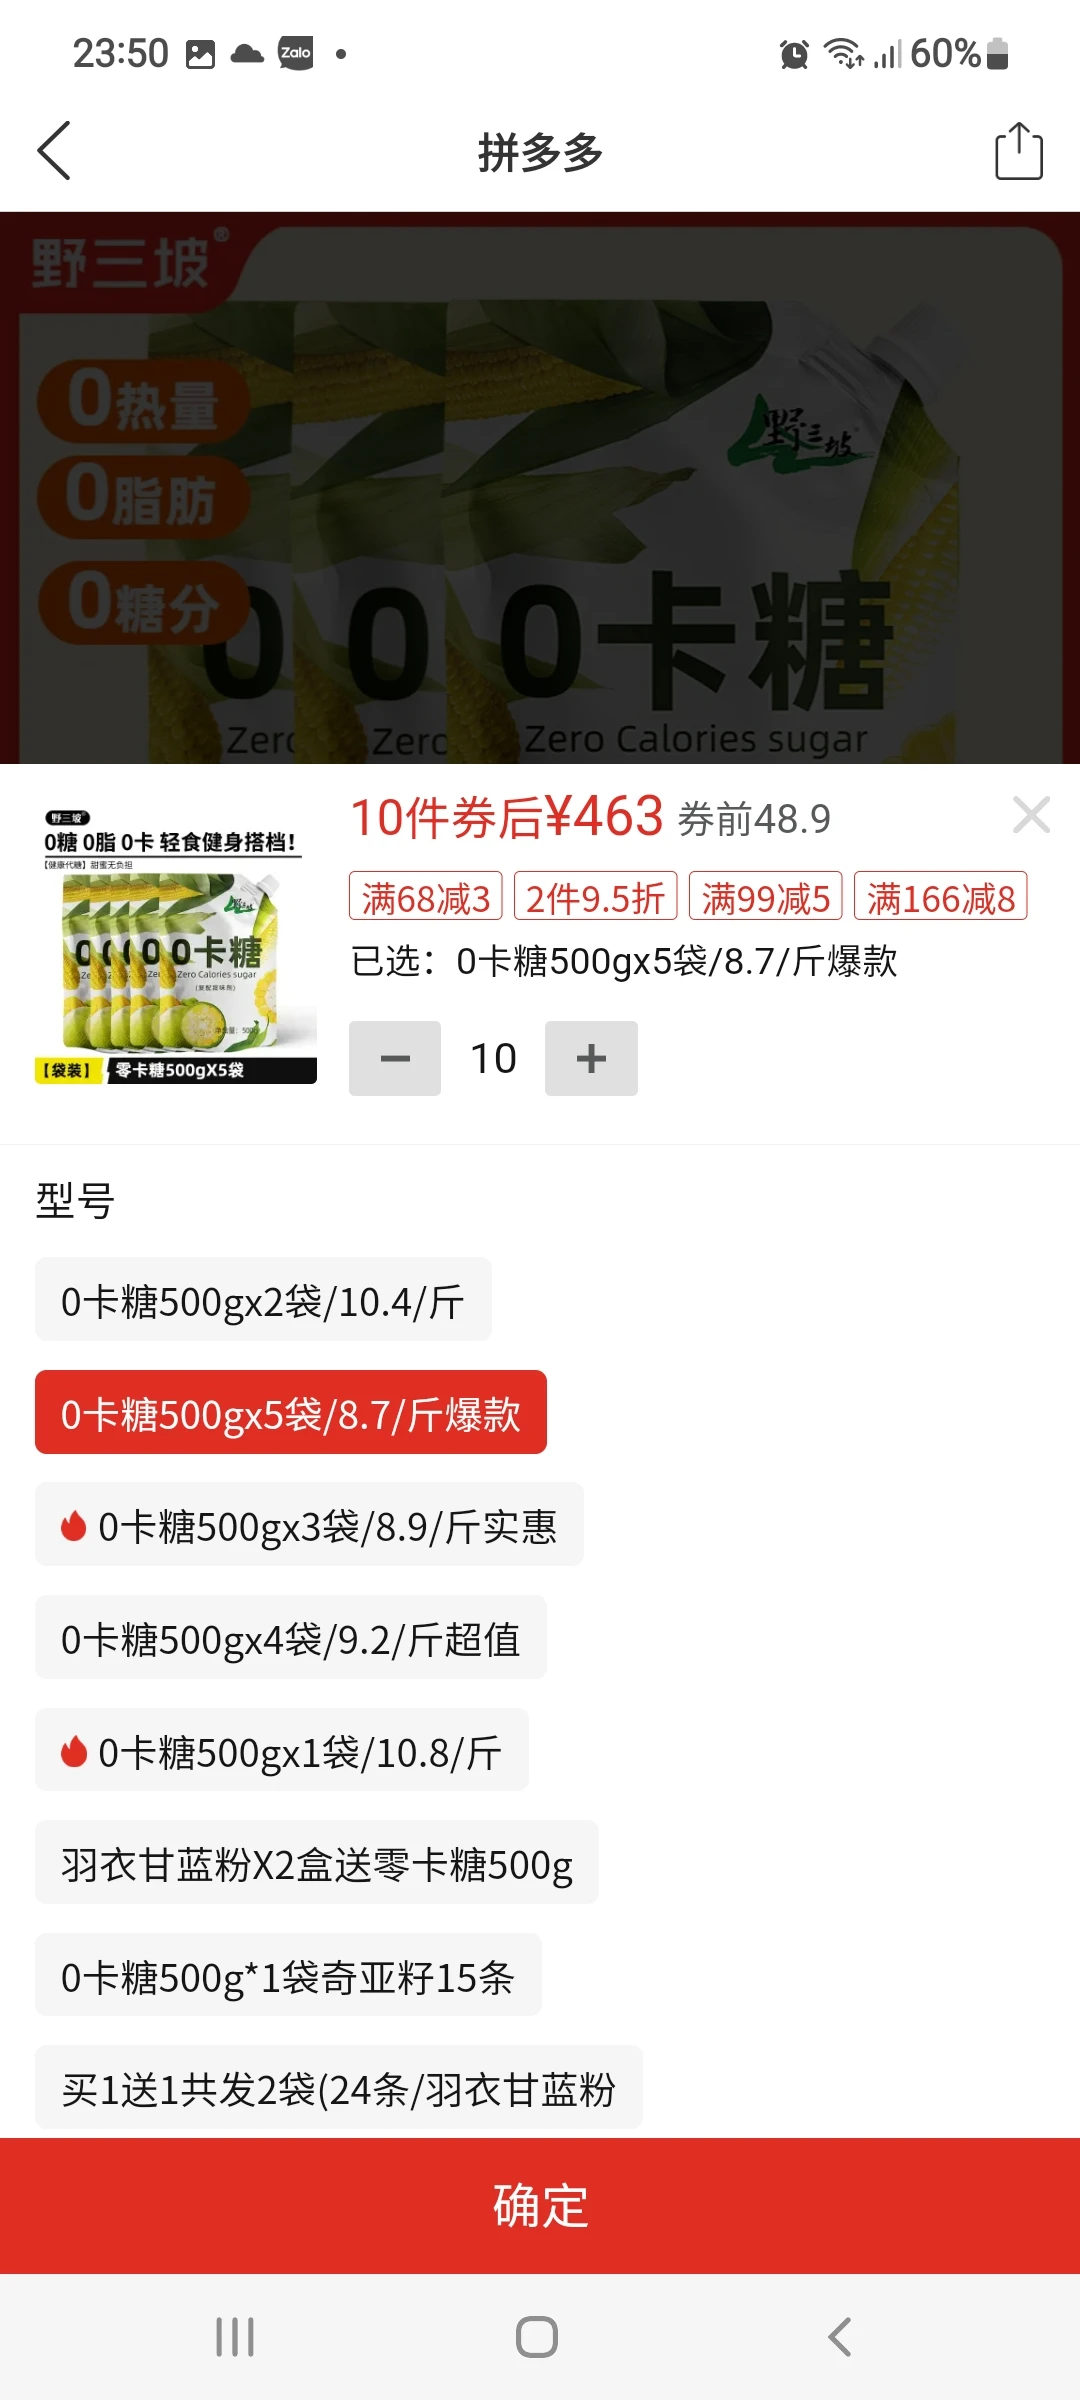 23:50 Zalo 60%
拼多多
野三坡®
0热量
0脂肪
0糖分
野三坡
0 0 0卡糖
Zero Zero Zero Calories sugar
野三坡
0糖 0脂 0卡 轻食健身搭档!
【健康代糖】甜蜜无负担
0卡糖
Zero Calories sugar
(复配甜味剂)
净含量: 500g
【袋装】 零卡糖500gX5袋
10件券后¥463 券前48.9
满68减3 2件9.5折 满99减5 满166减8
已选：0卡糖500gx5袋/8.7/斤爆款
10
型号
0卡糖500gx2袋/10.4/斤
0卡糖500gx5袋/8.7/斤爆款
0卡糖500gx3袋/8.9/斤实惠
0卡糖500gx4袋/9.2/斤超值
0卡糖500gx1袋/10.8/斤
羽衣甘蓝粉X2盒送零卡糖500g
0卡糖500g*1袋奇亚籽15条
买1送1共发2袋(24条/羽衣甘蓝粉
确定